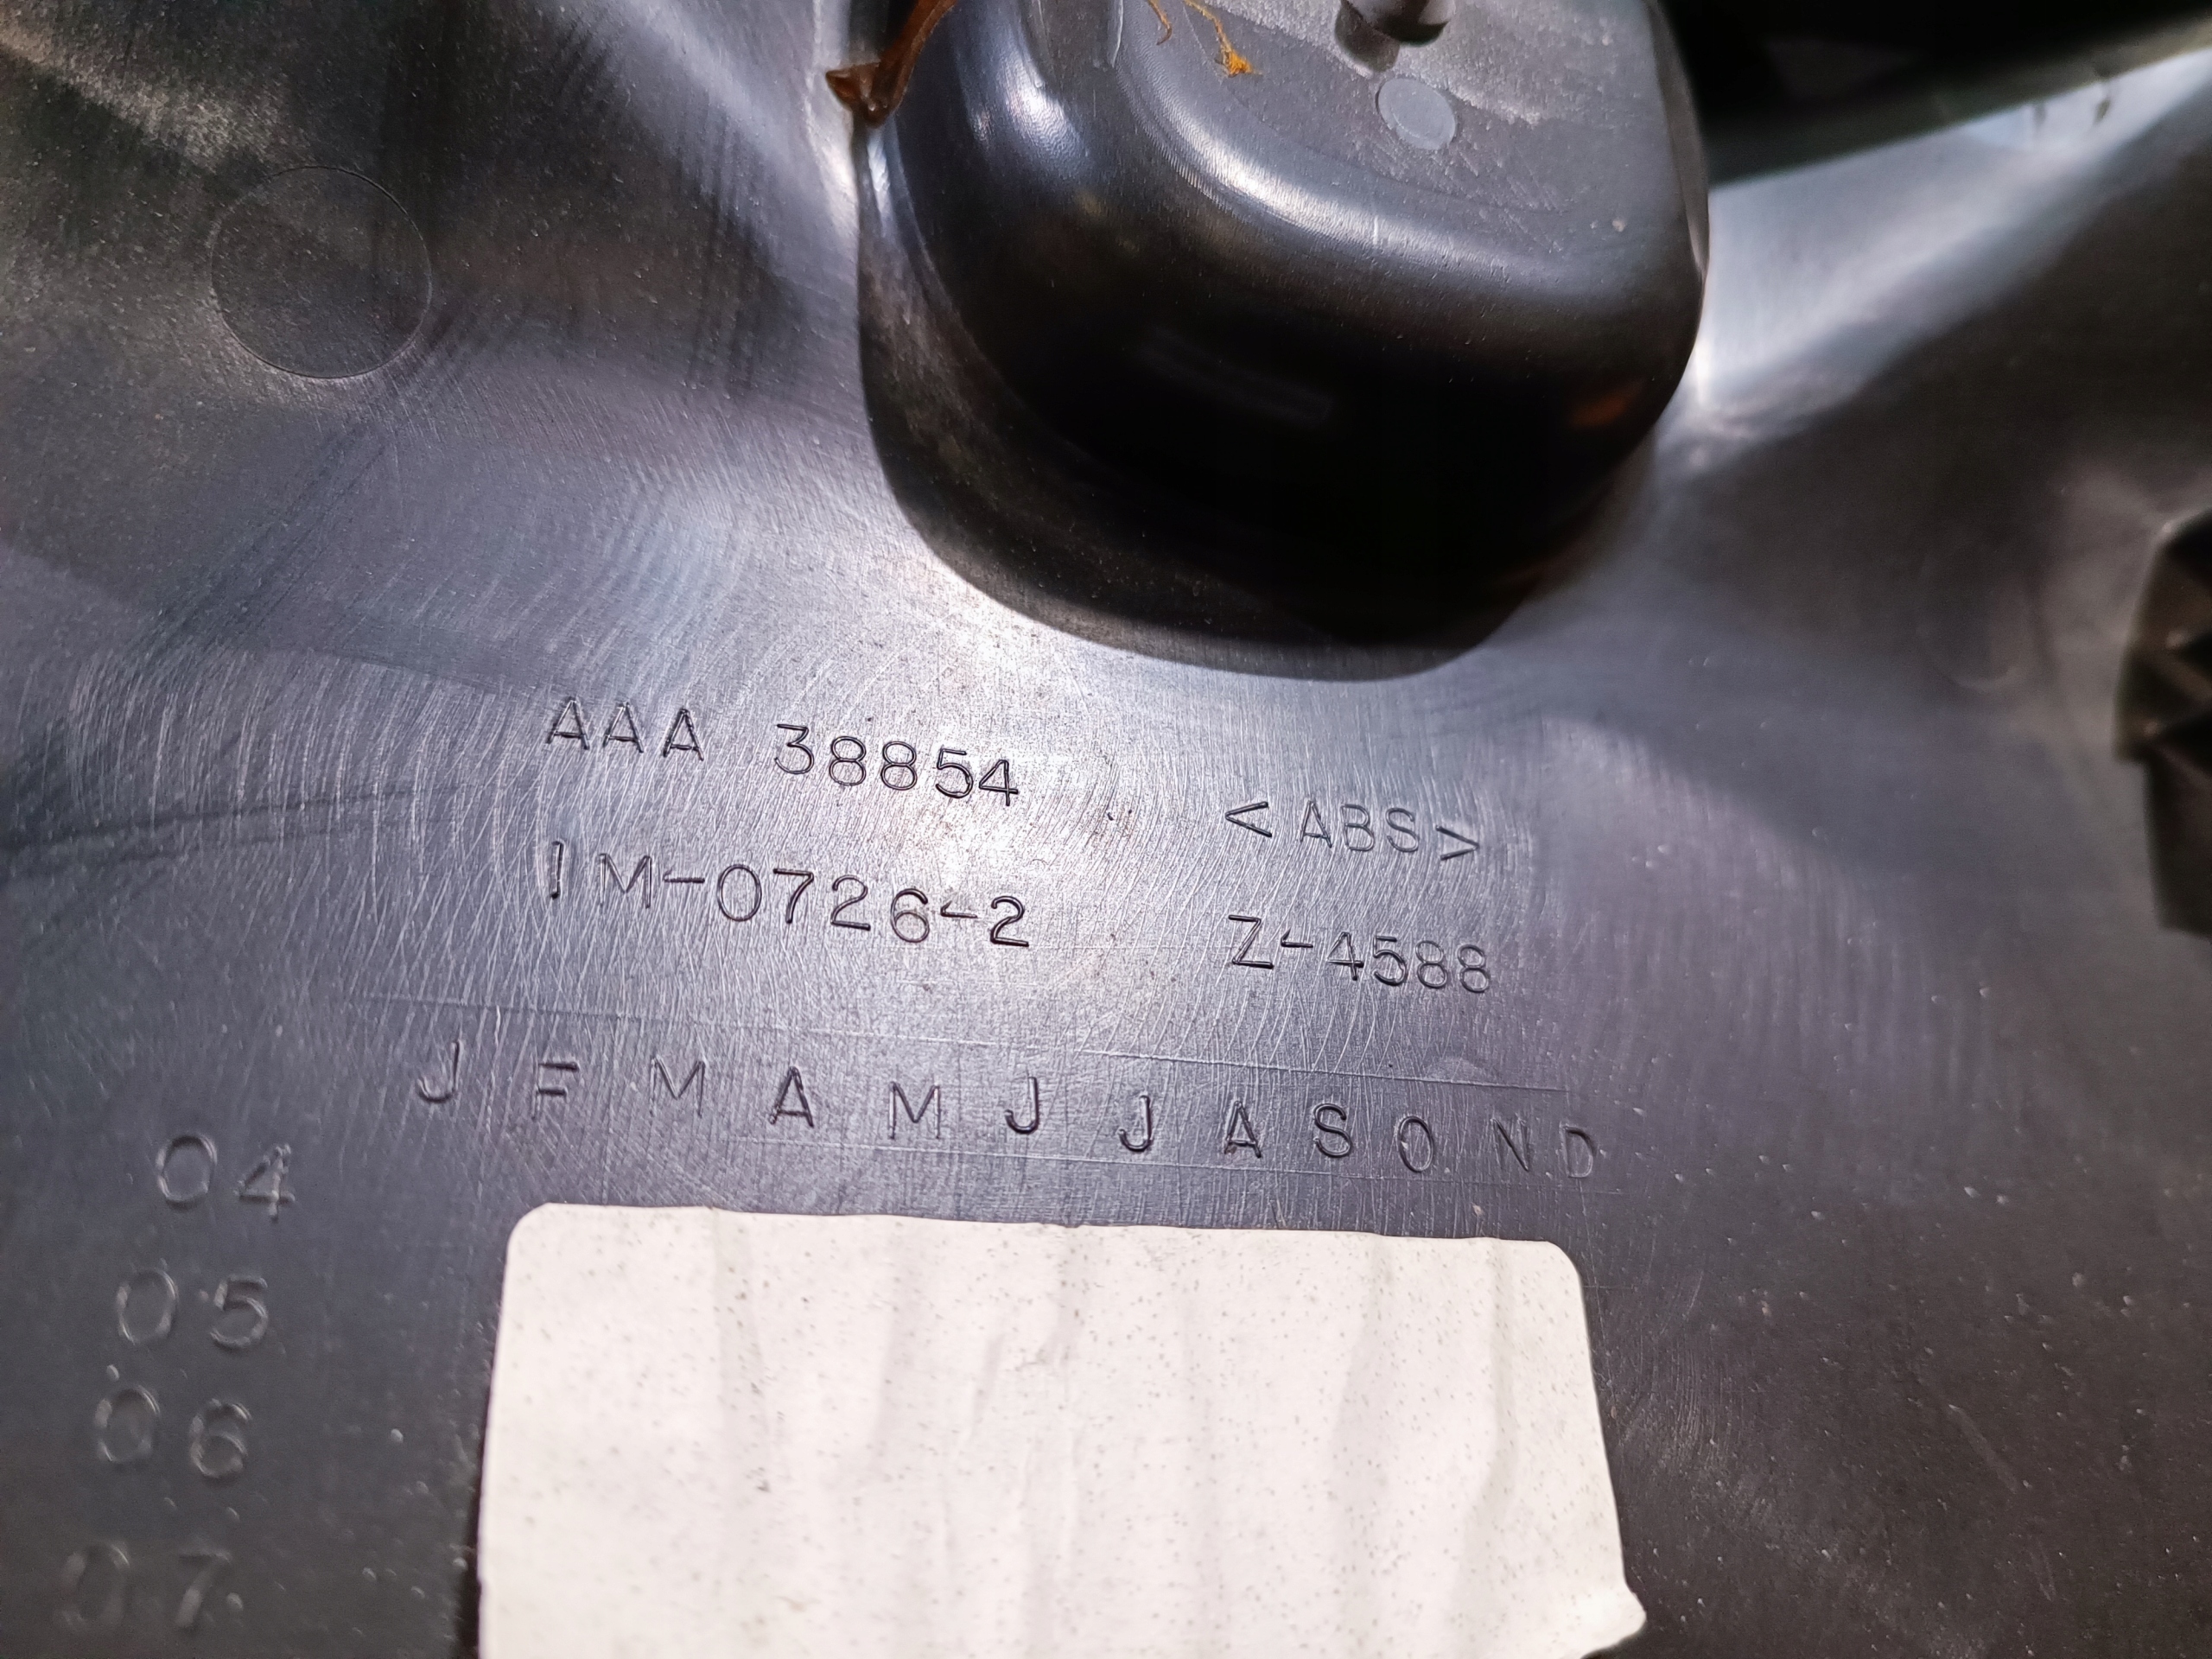 AAA 38854
<ABS>
1M-0726-2
Z-4588
J F M A M J J A S O N D
04
05
06
07